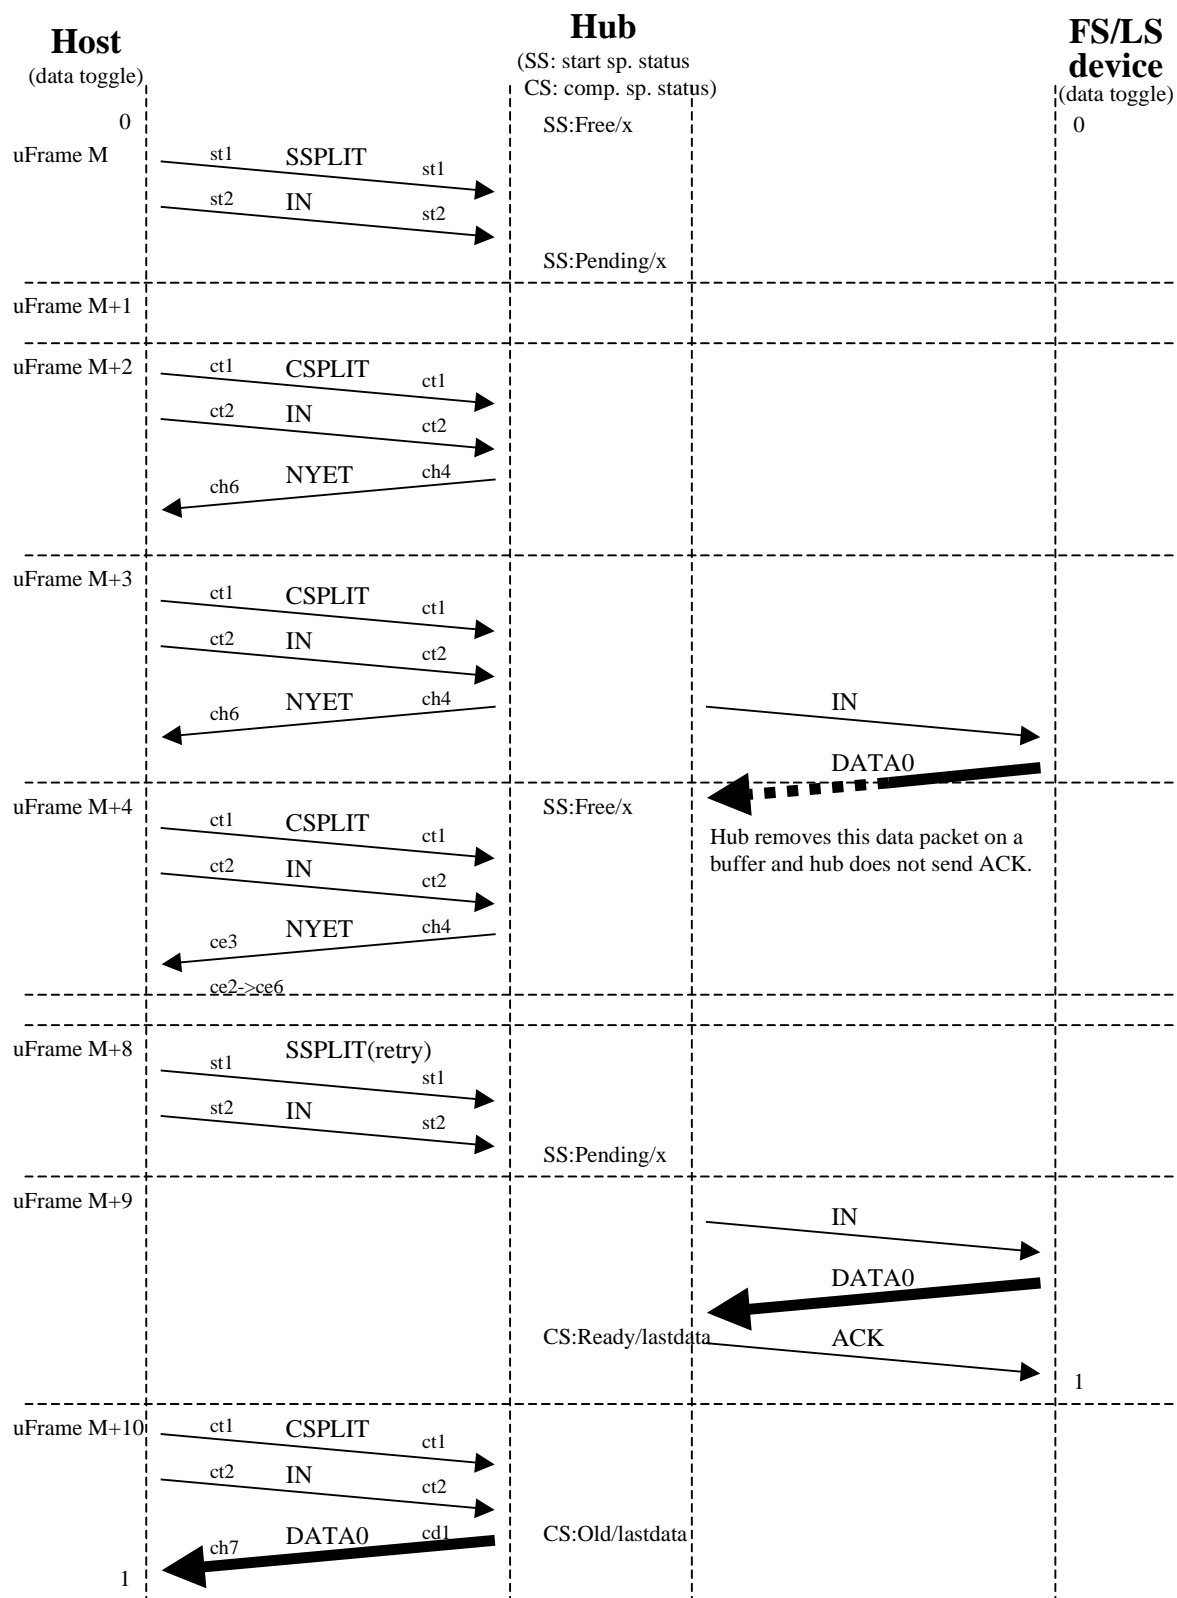 Host
(data toggle)
Hub
(SS: start sp. status
CS: comp. sp. status)
FS/LS
device
(data toggle)
0
SS:Free/x
0
uFrame M
st1 SSPLIT st1
st2 IN st2
SS:Pending/x
uFrame M+1
uFrame M+2
ct1 CSPLIT ct1
ct2 IN ct2
ch6 NYET ch4
uFrame M+3
ct1 CSPLIT ct1
ct2 IN ct2
ch6 NYET ch4
IN
DATA0
uFrame M+4
SS:Free/x
ct1 CSPLIT ct1
Hub removes this data packet on a
buffer and hub does not send ACK.
ct2 IN ct2
ce3 NYET ch4
ce2->ce6
uFrame M+8
st1 SSPLIT(retry) st1
st2 IN st2
SS:Pending/x
uFrame M+9
IN
DATA0
CS:Ready/lastdata
ACK
1
uFrame M+10
ct1 CSPLIT ct1
ct2 IN ct2
ch7 DATA0 cd1
CS:Old/lastdata
1